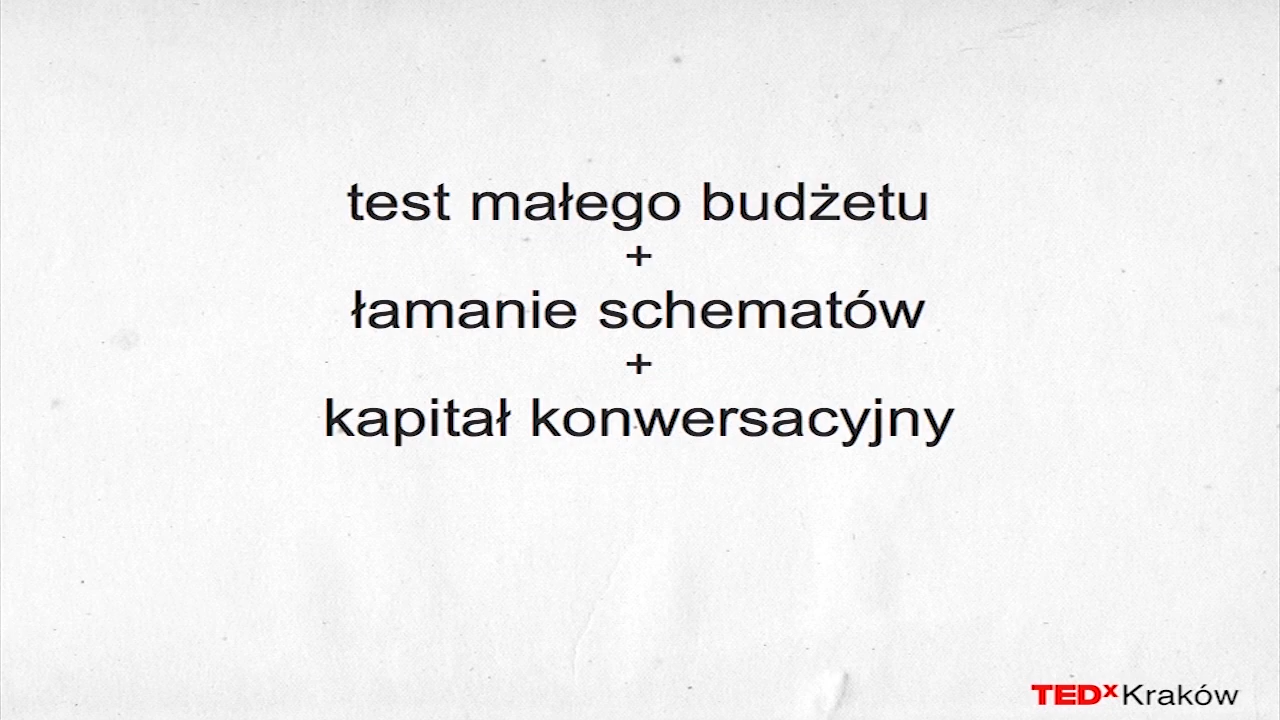 test małego budżetu
+
łamanie schematów
+
kapitał konwersacyjny
TEDxKraków